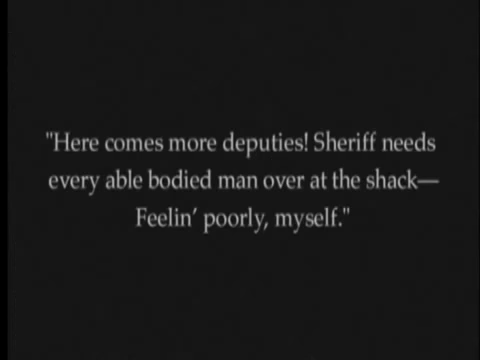 "Here comes more deputies! Sheriff needs
every able bodied man over at the shack—
Feelin' poorly, myself."